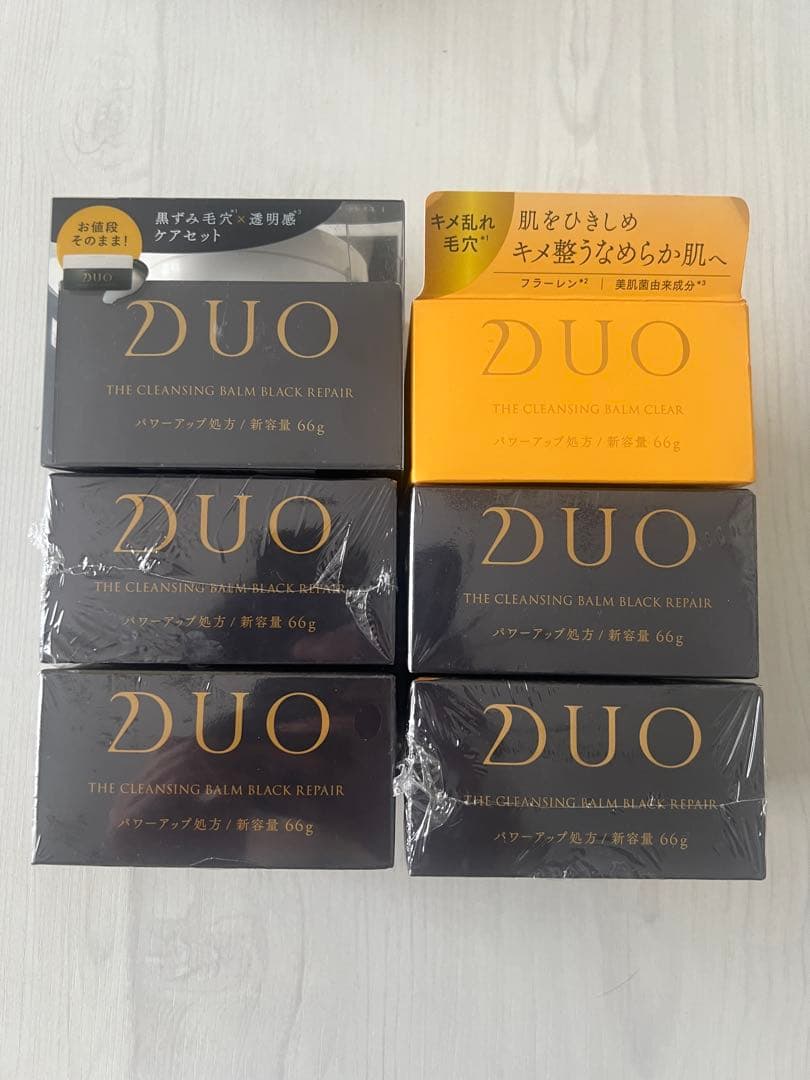 お値段
そのまま!
DUO
黒ずみ毛穴*1×透明感*3
ケアセット
DUO
THE CLEANSING BALM BLACK REPAIR
パワーアップ処方/新容量 66g
キメ乱れ
毛穴*1
肌をひきしめ
キメ整うなめらか肌へ
フラーレン*2 | 美肌菌由来成分*3
DUO
THE CLEANSING BALM CLEAR
パワーアップ処方/新容量 66g
DUO
THE CLEANSING BALM BLACK REPAIR
パワーアップ処方/新容量 66g
DUO
THE CLEANSING BALM BLACK REPAIR
パワーアップ処方/新容量 66g
DUO
THE CLEANSING BALM BLACK REPAIR
パワーアップ処方/新容量 66g
DUO
THE CLEANSING BALM BLACK REPAIR
パワーアップ処方/新容量 66g